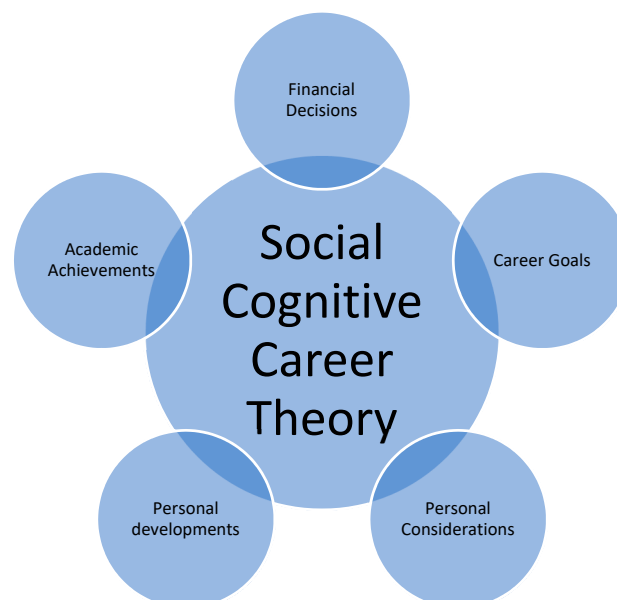 Financial
Decisions
Social
Cognitive
Career
Theory
Academic
Achievements
Career Goals
Personal
developments
Personal
Considerations